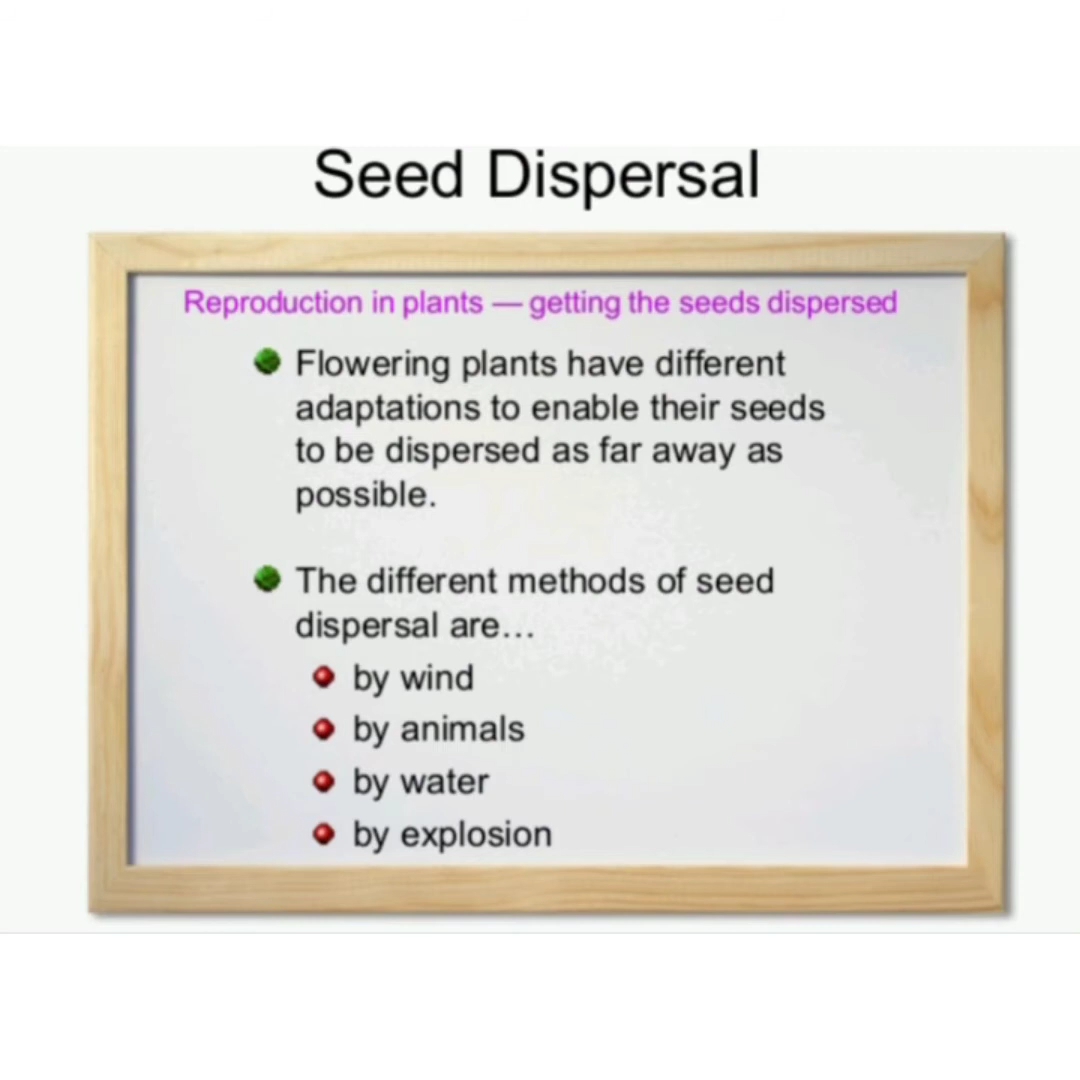 Seed Dispersal
Reproduction in plants — getting the seeds dispersed
Flowering plants have different
adaptations to enable their seeds
to be dispersed as far away as
possible.
The different methods of seed
dispersal are…
by wind
by animals
by water
by explosion